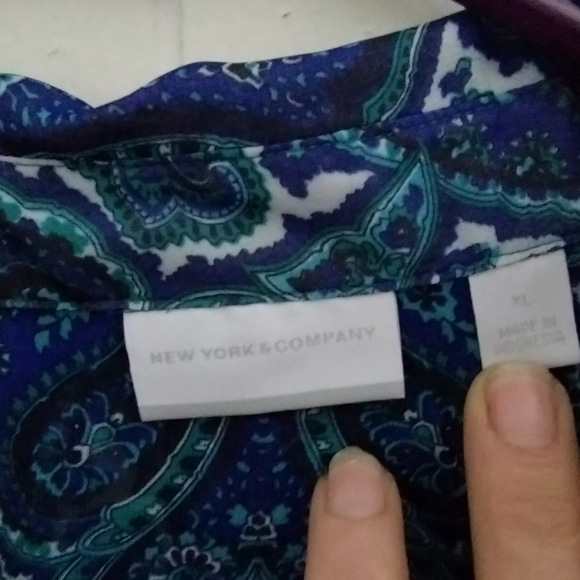 NEW YORK & COMPANY
XL
MADE IN
INDONESIA